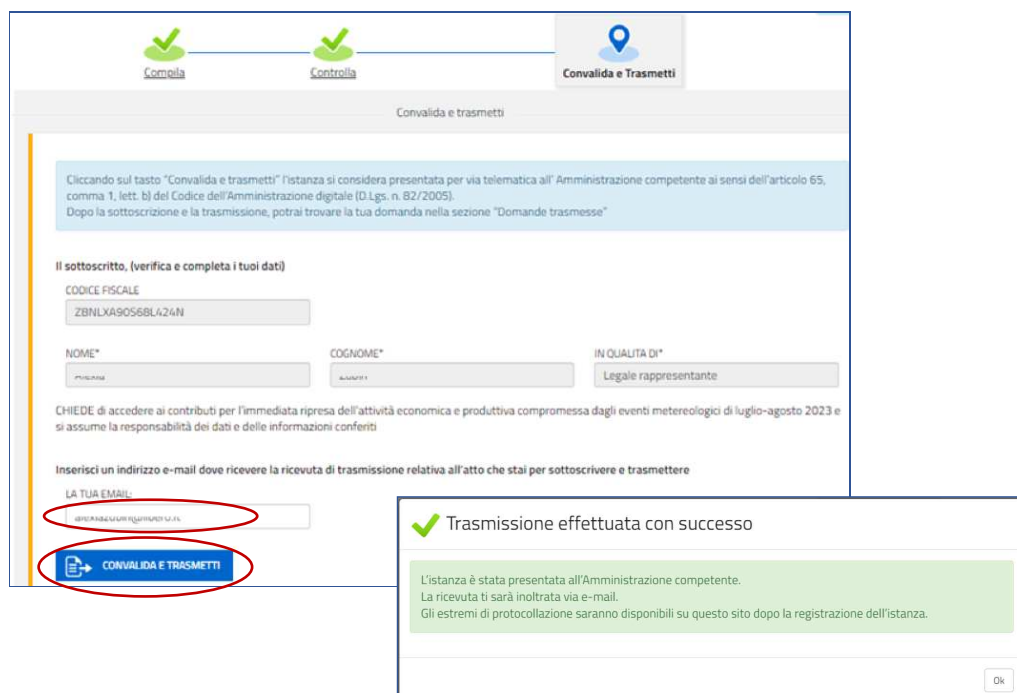 Compila
Controlla
Convalida e Trasmetti
Convalida e trasmetti
Cliccando sul tasto "Convalida e trasmetti" l'istanza si considera presentata per via telematica all' Amministrazione competente ai sensi dell'articolo 65,
comma 1, lett. b) del Codice dell'Amministrazione digitale (D.Lgs. n. 82/2005).
Dopo la sottoscrizione e la trasmissione, potrai trovare la tua domanda nella sezione "Domande trasmesse"
Il sottoscritto, (verifica e completa i tuoi dati)
CODICE FISCALE
ZBNLXA90S68L424N
NOME*
COGNOME*
IN QUALITA DI*
Legale rappresentante
CHIEDE di accedere ai contributi per l'immediata ripresa dell'attività economica e produttiva compromessa dagli eventi metereologici di luglio-agosto 2023 e
si assume la responsabilità dei dati e delle informazioni conferiti
Inserisci un indirizzo e-mail dove ricevere la ricevuta di trasmissione relativa all'atto che stai per sottoscrivere e trasmettere
LA TUA EMAIL:
CONVALIDA E TRASMETTI
Trasmissione effettuata con successo
L'istanza è stata presentata all'Amministrazione competente.
La ricevuta ti sarà inoltrata via e-mail.
Gli estremi di protocollazione saranno disponibili su questo sito dopo la registrazione dell'istanza.
Ok